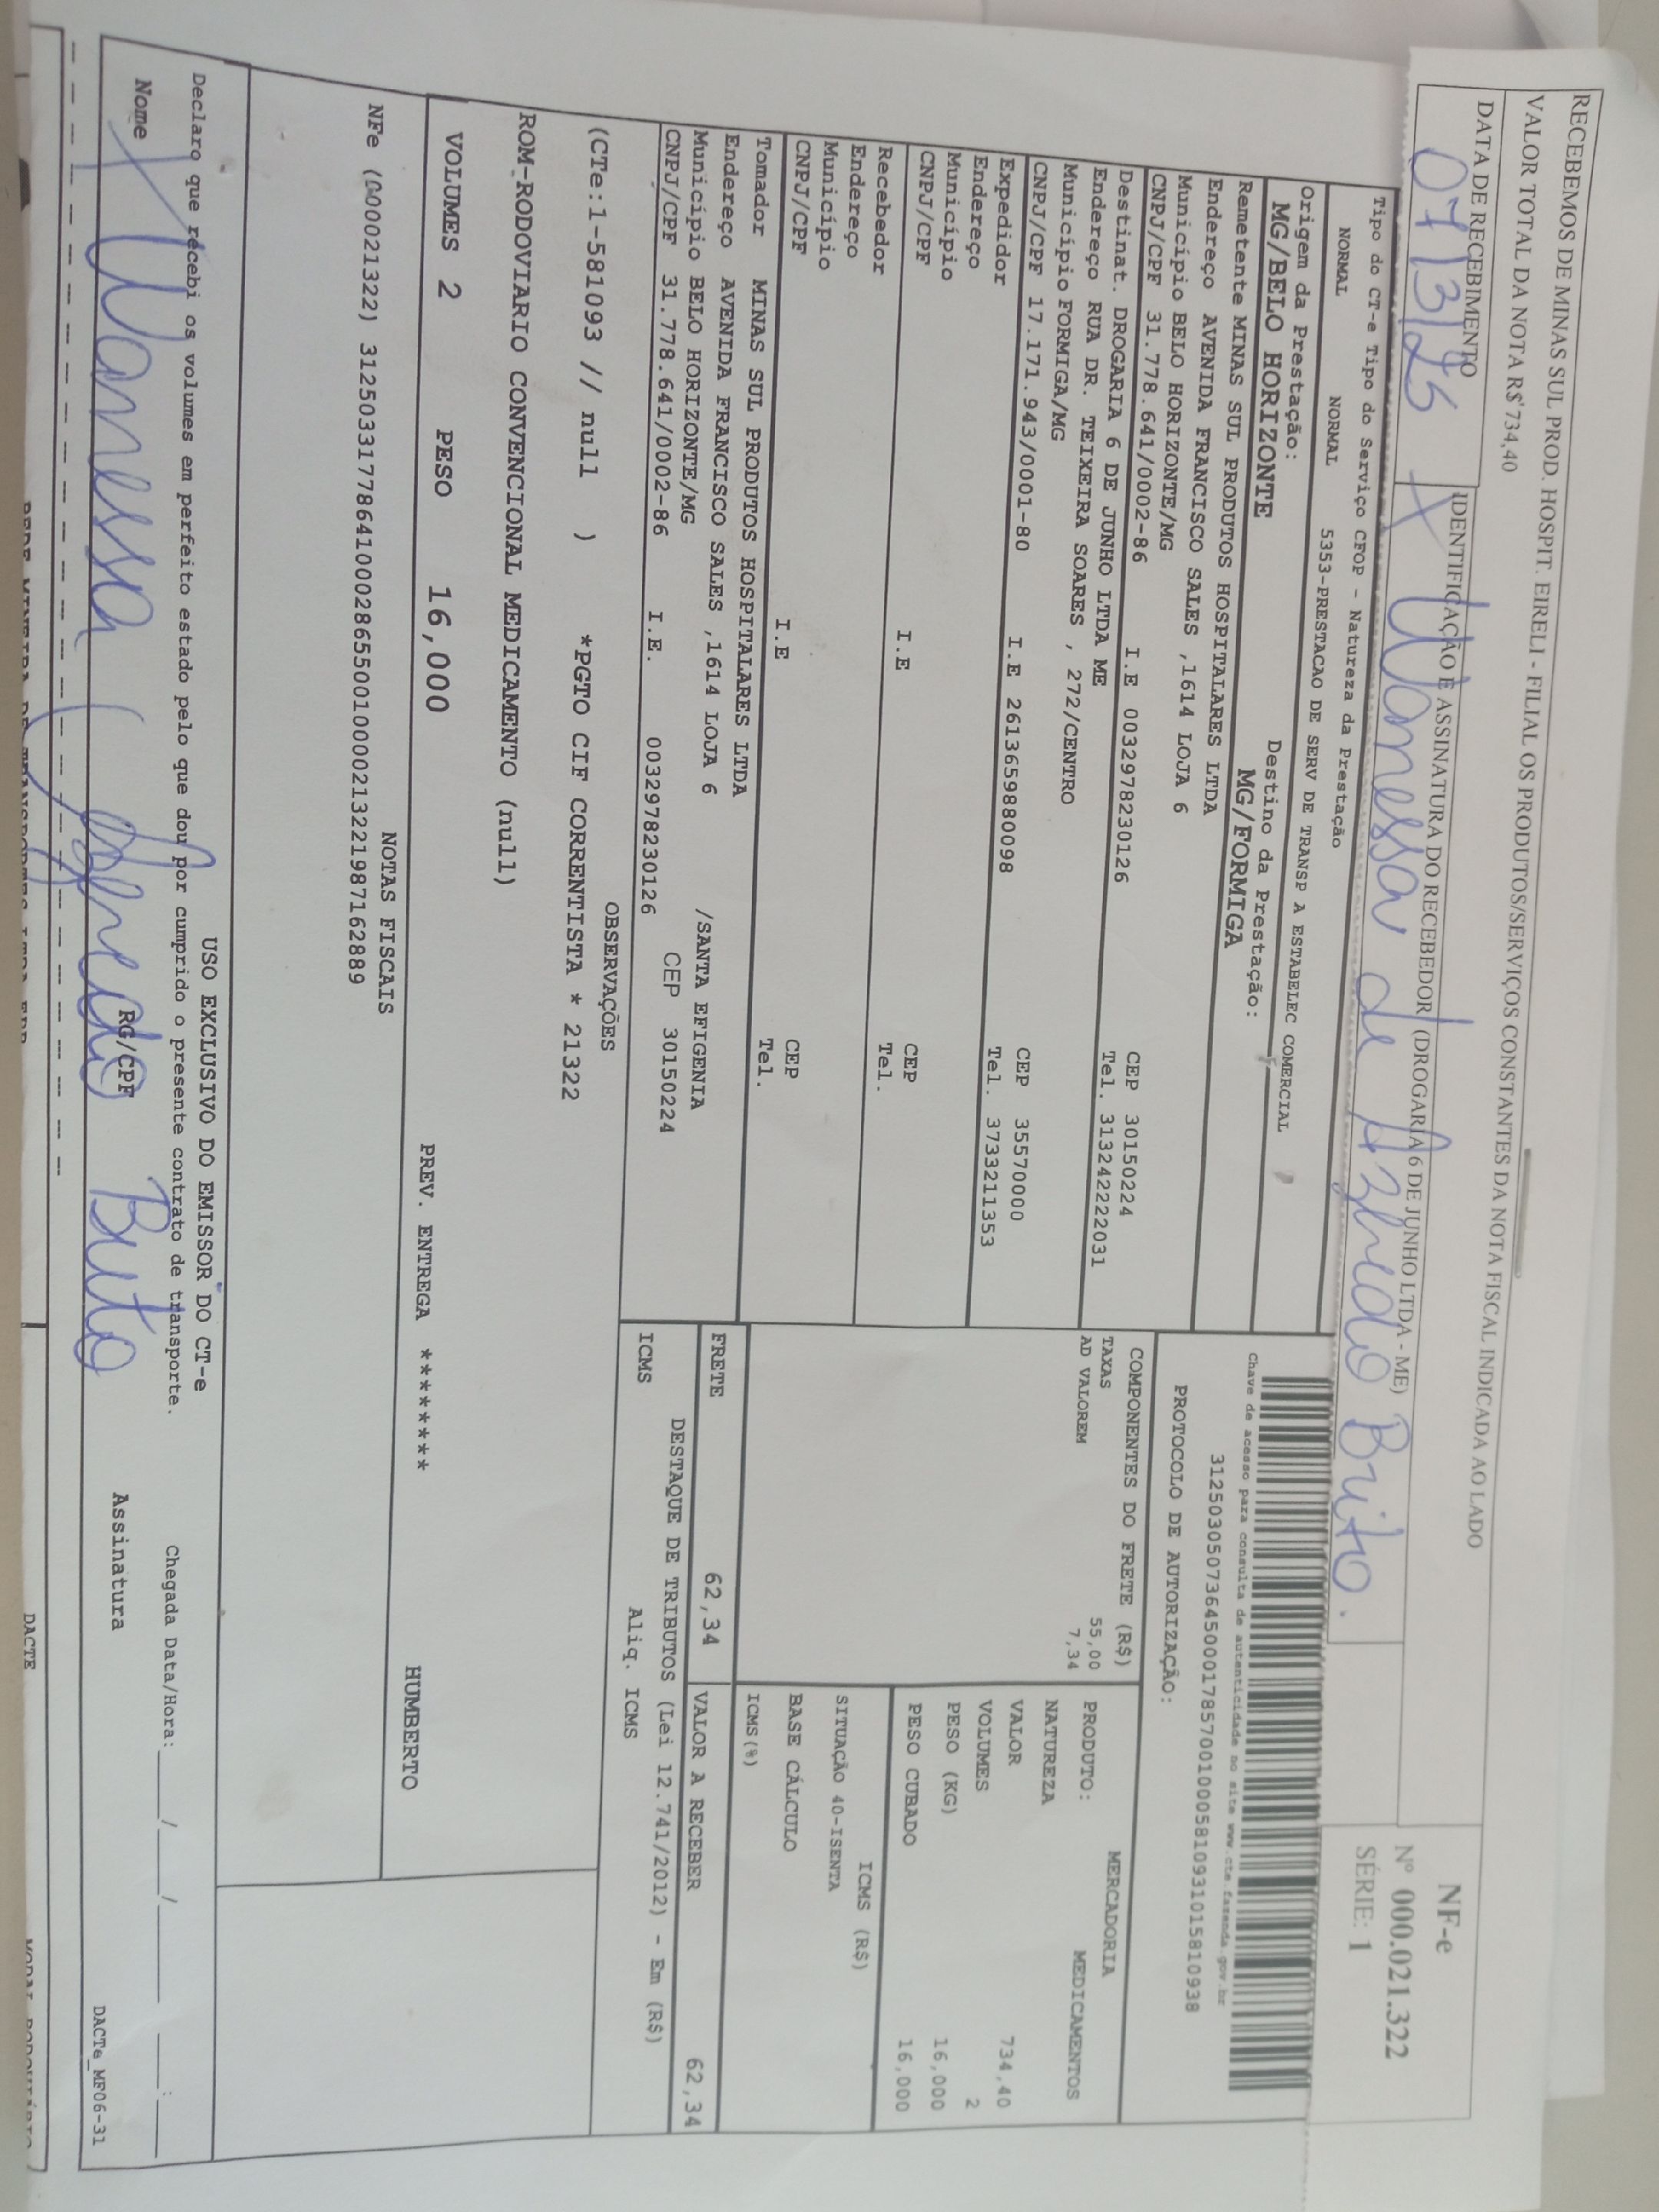 RECEBEMOS DE MINAS SUL PROD. HOSPIT. EIRELI - FILIAL OS PRODUTOS/SERVIÇOS CONSTANTES DA NOTA FISCAL INDICADA AO LADO
VALOR TOTAL DA NOTA R$ 734,40
DATA DE RECEBIMENTO
IDENTIFICAÇÃO E ASSINATURA DO RECEBEDOR (DROGARIA 6 DE JUNHO LTDA - ME)
X Wanessa de Azevedo Brito.
NF-e
Nº 000.021.322
SÉRIE: 1
Tipo do CT-e Tipo do Serviço CFOP - Natureza da Prestação
NORMAL NORMAL 5353-PRESTACAO DE SERV DE TRANSP A ESTABELEC COMERCIAL
Origem da Prestação: Destino da Prestação:
MG/BELO HORIZONTE MG/FORMIGA
Remetente MINAS SUL PRODUTOS HOSPITALARES LTDA
Endereço AVENIDA FRANCISCO SALES ,1614 LOJA 6
Município BELO HORIZONTE/MG CEP 30150224
CNPJ/CPF 31.778.641/0002-86 I.E 0032978230126 Tel. 313242222031
Destinat. DROGARIA 6 DE JUNHO LTDA ME
Endereço RUA DR. TEIXEIRA SOARES , 272/CENTRO
Município FORMIGA/MG CEP 35570000
CNPJ/CPF 17.171.943/0001-80 I.E 2613659880098 Tel. 3733211353
Expedidor
Endereço
Município CEP
CNPJ/CPF I.E Tel.
Recebedor
Endereço
Município CEP
CNPJ/CPF I.E Tel.
Tomador MINAS SUL PRODUTOS HOSPITALARES LTDA
Endereço AVENIDA FRANCISCO SALES ,1614 LOJA 6 /SANTA EFIGENIA
Município BELO HORIZONTE/MG CEP 30150224
CNPJ/CPF 31.778.641/0002-86 I.E. 0032978230126
Chave de acesso para consulta de autenticidade no site www.cte.fazenda.gov.br
31250305073645000178570010005810931015810938
PROTOCOLO DE AUTORIZAÇÃO:
COMPONENTES DO FRETE (R$)
TAXAS 55,00
AD VALOREM 7,34
MERCADORIA
PRODUTO: MEDICAMENTOS
NATUREZA
VALOR 734,40
VOLUMES 2
PESO (KG) 16,000
PESO CUBADO 16,000
ICMS (R$)
SITUAÇÃO 40-ISENTA
BASE CÁLCULO
ICMS(%)
FRETE 62,34 VALOR A RECEBER 62,34
DESTAQUE DE TRIBUTOS (Lei 12.741/2012) - Em (R$)
ICMS Aliq. ICMS
OBSERVAÇÕES
(CTe:1-581093 // null ) *PGTO CIF CORRENTISTA * 21322
ROM-RODOVIARIO CONVENCIONAL MEDICAMENTO (null)
VOLUMES 2 PESO 16,000 PREV. ENTREGA ******** HUMBERTO
NOTAS FISCAIS
NFe (000021322) 31250331778641000286550010000213221987162889
USO EXCLUSIVO DO EMISSOR DO CT-e
Declaro que recebi os volumes em perfeito estado pelo que dou por cumprido o presente contrato de transporte. Chegada Data/Hora:____/____/______ ___:___
Nome X Wanessa Azevedo Brito RG/CPF Assinatura
DACTe_MF06-31
DACTE